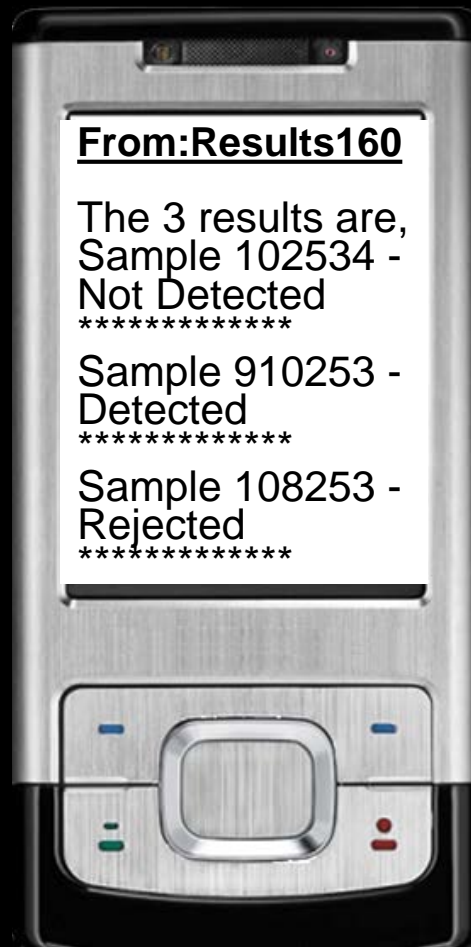 From:Results160
The 3 results are,
Sample 102534 -
Not Detected
*************
Sample 910253 -
Detected
*************
Sample 108253 -
Rejected
*************